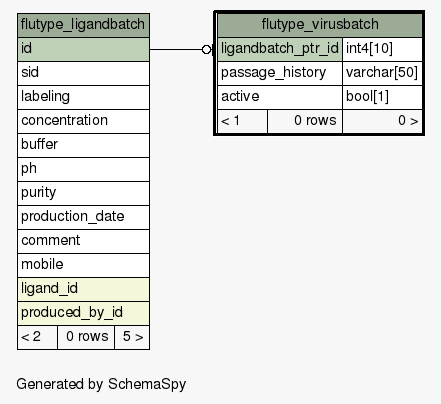 flutype_ligandbatch
id
sid
labeling
concentration
buffer
ph
purity
production_date
comment
mobile
ligand_id
produced_by_id
< 2 0 rows 5 >
flutype_virusbatch
ligandbatch_ptr_id int4[10]
passage_history varchar[50]
active bool[1]
< 1 0 rows 0 >
Generated by SchemaSpy